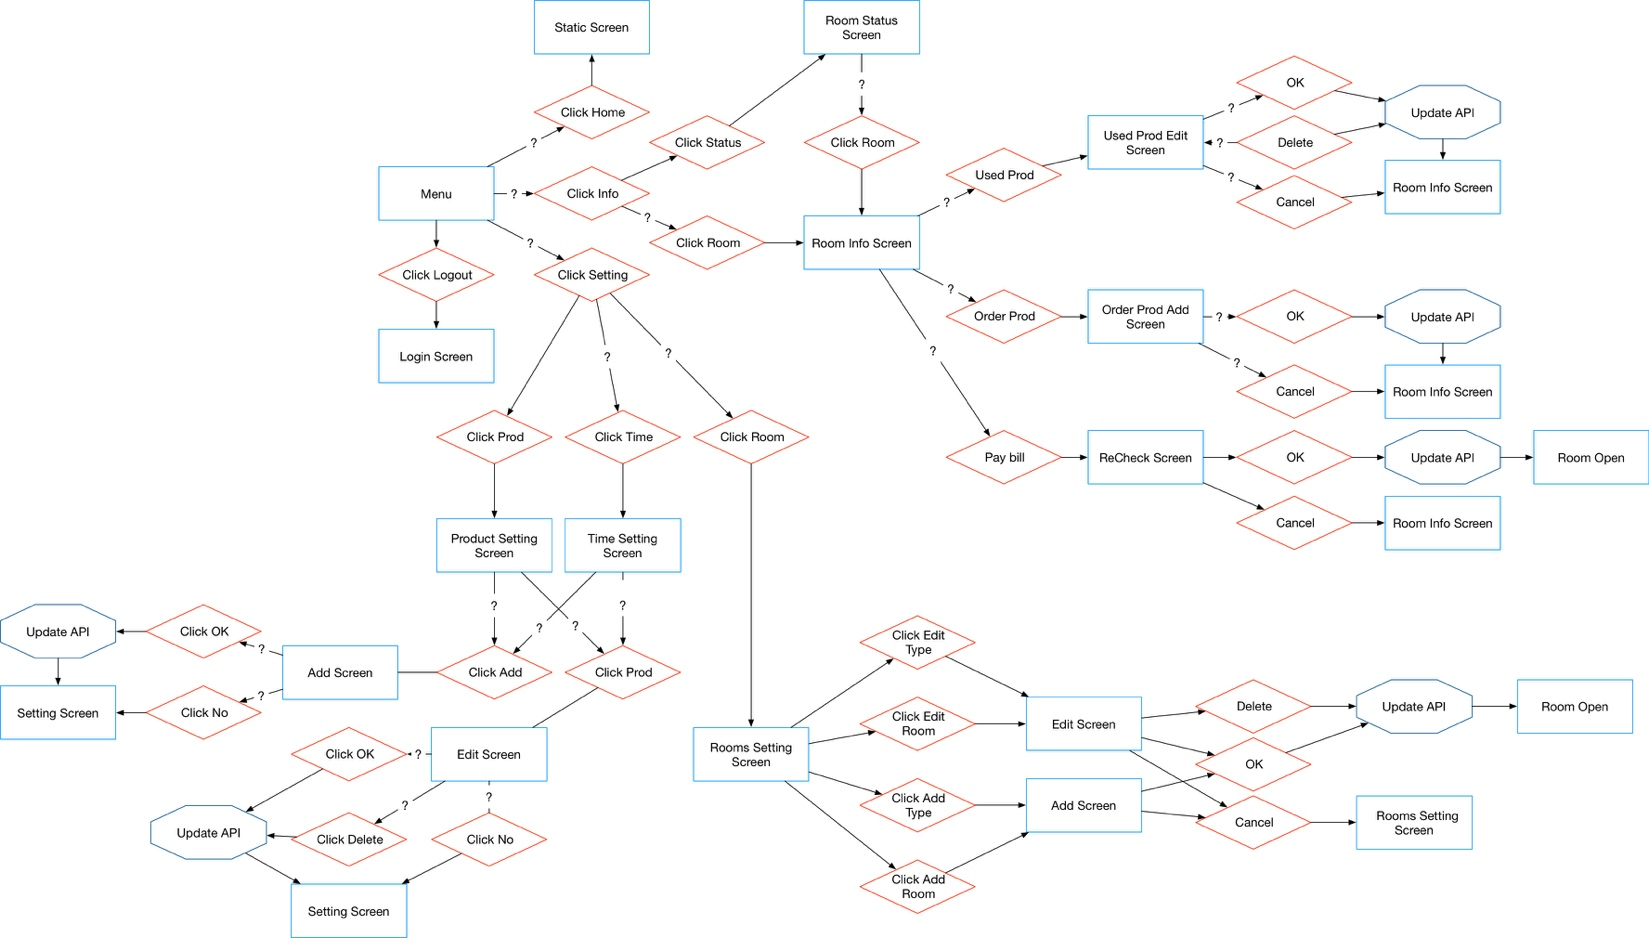 Static Screen
Room Status
Screen
Click Home
?
?
OK
?
Update API
Click Status
Click Room
Used Prod Edit
Screen
?
Delete
Used Prod
?
Cancel
Room Info Screen
Menu
?
Click Info
?
?
Click Room
Room Info Screen
?
Click Logout
Click Setting
?
Order Prod
Order Prod Add
Screen
?
OK
Update API
Login Screen
?
?
?
?
Cancel
Room Info Screen
Click Prod
Click Time
Click Room
Pay bill
ReCheck Screen
OK
Update API
Room Open
Cancel
Room Info Screen
Product Setting
Screen
Time Setting
Screen
?
?
?
?
Update API
Click OK
?
Add Screen
Click Add
Click Prod
Setting Screen
Click No
?
Click Edit
Type
Click Edit
Room
Edit Screen
Delete
Update API
Room Open
Click OK
?
Edit Screen
Rooms Setting
Screen
OK
?
?
Click Add
Type
Add Screen
Cancel
Rooms Setting
Screen
Update API
Click Delete
Click No
Click Add
Room
Setting Screen